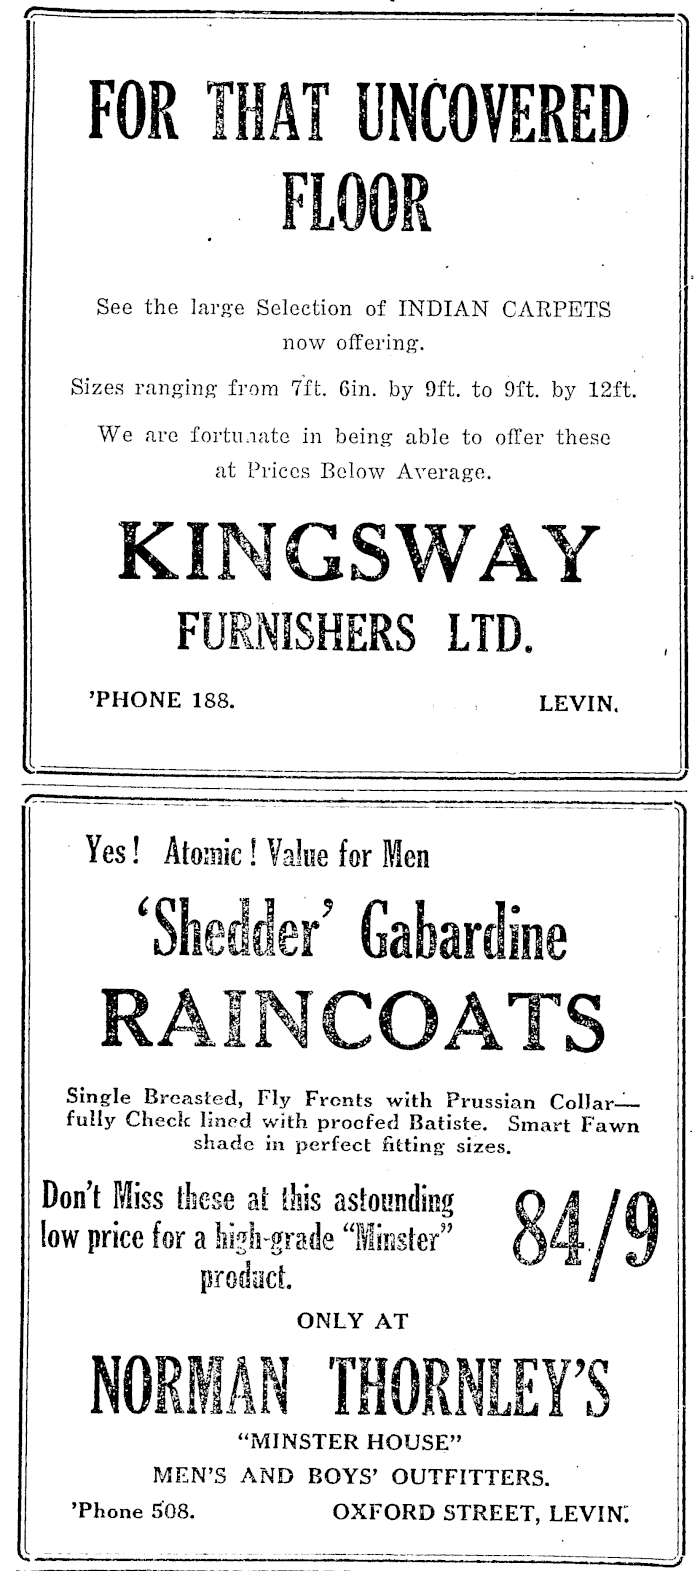 FOR THAT UNCOVERED
FLOOR
See the large Selection of INDIAN CARPETS
now offering.
Sizes ranging from 7ft. 6in. by 9ft. to 9ft. by 12ft.
We are fortunate in being able to offer these
at Prices Below Average.
KINGSWAY
FURNISHERS LTD.
'PHONE 188. LEVIN.
Yes! Atomic! Value for Men
'Shedder' Gabardine
RAINCOATS
Single Breasted, Fly Fronts with Prussian Collar—
fully Check lined with proofed Batiste. Smart Fawn
shade in perfect fitting sizes.
Don't Miss these at this astounding
low price for a high-grade "Minster"
product.
84/9
ONLY AT
NORMAN THORNLEY'S
"MINSTER HOUSE"
MEN'S AND BOYS' OUTFITTERS.
'Phone 508. OXFORD STREET, LEVIN.